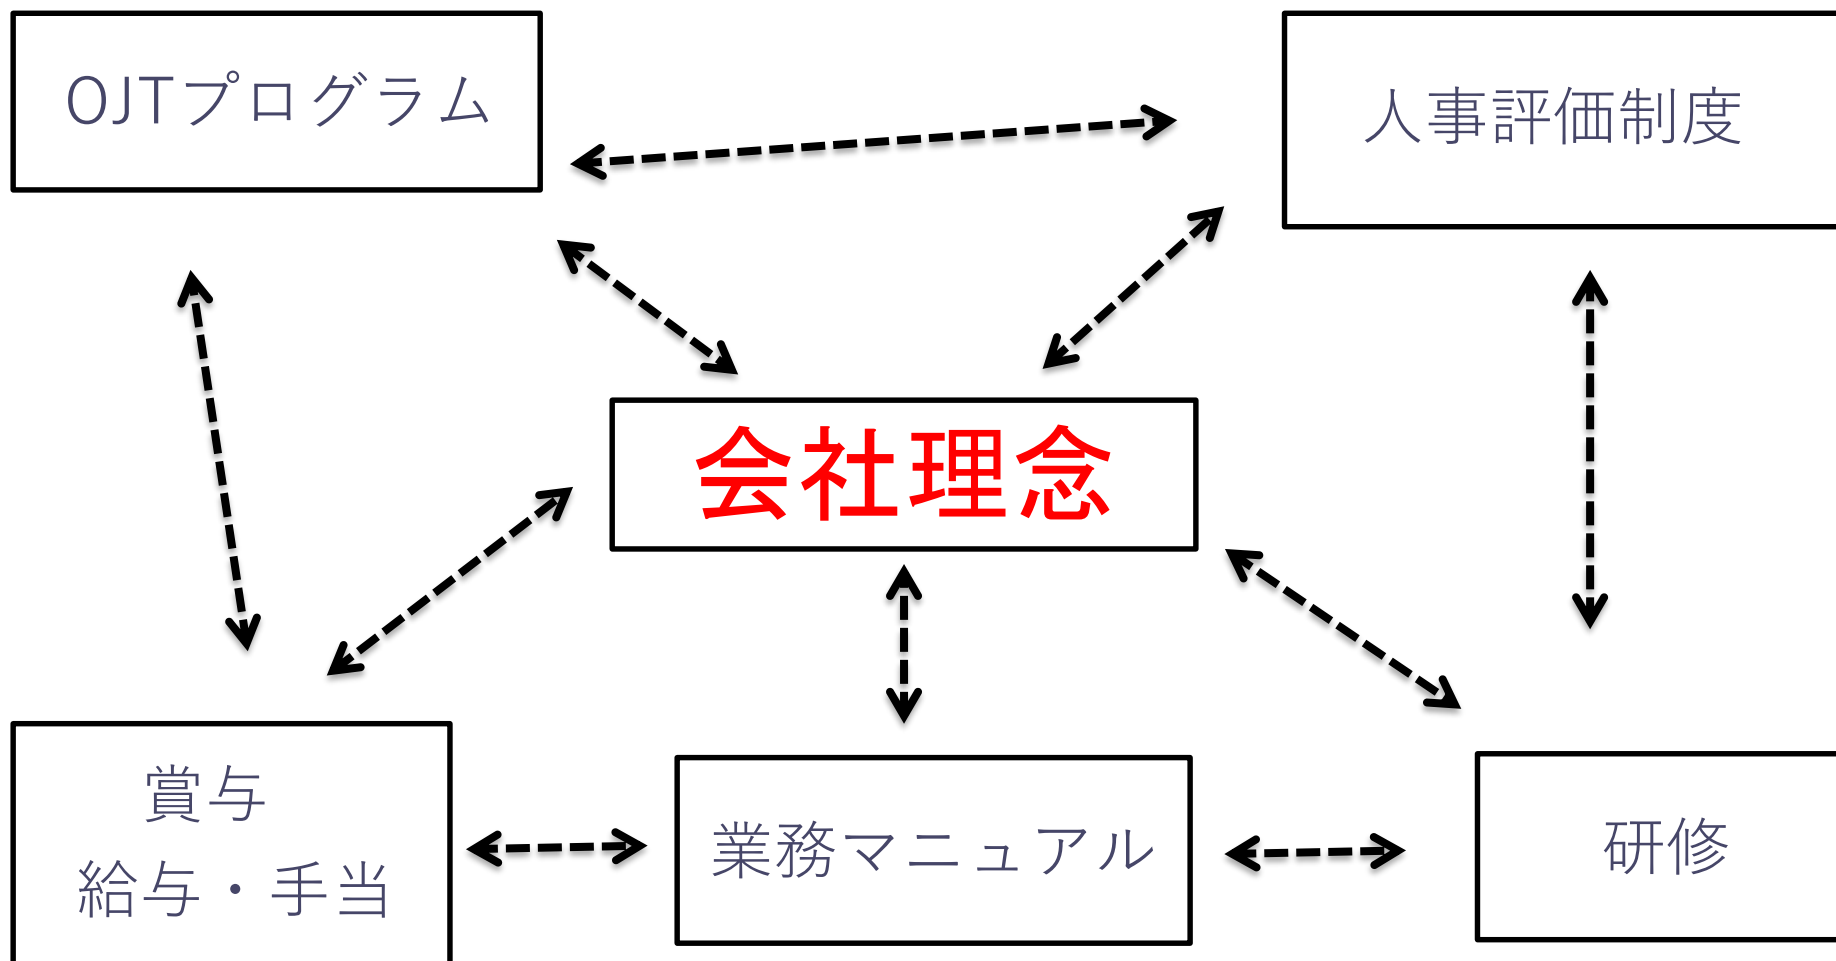 OJTプログラム
人事評価制度
会社理念
賞与
給与・手当
業務マニュアル
研修